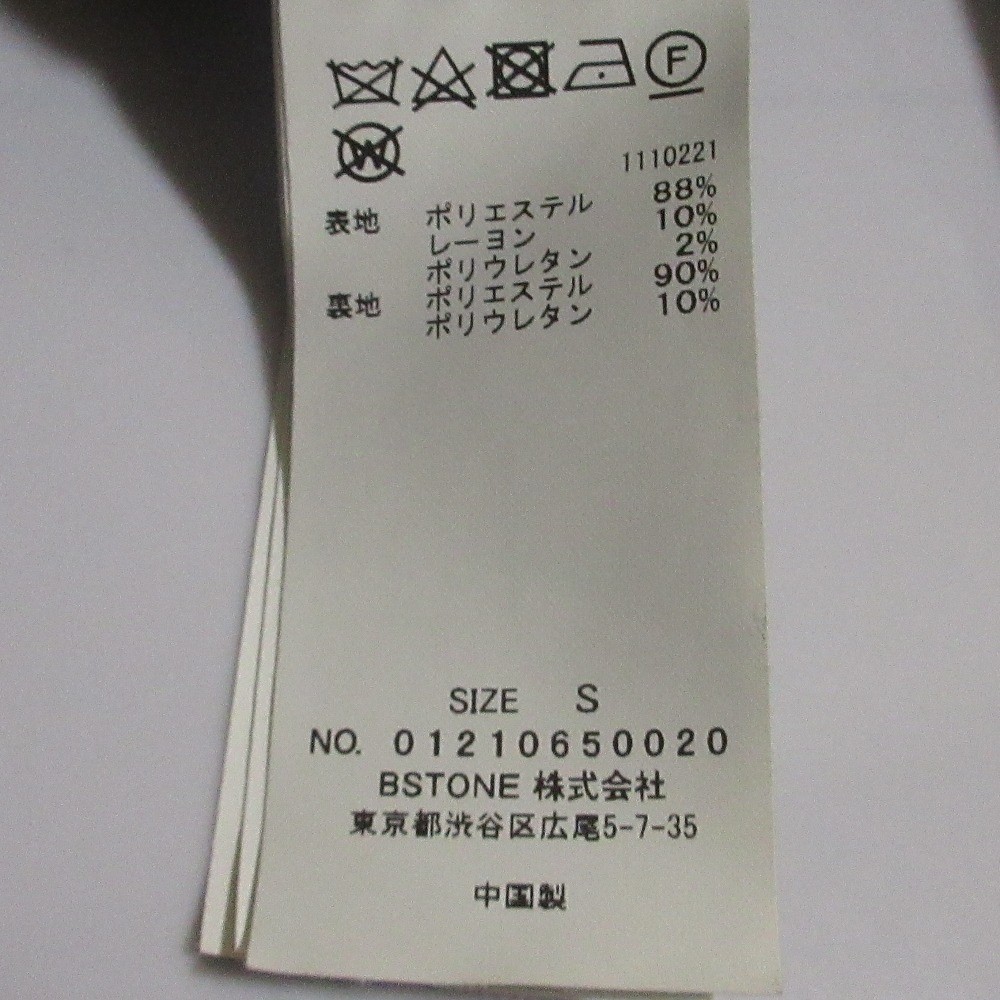 F
W
1110221
表地 ポリエステル 88%
レーヨン 10%
ポリウレタン 2%
裏地 ポリエステル 90%
ポリウレタン 10%
SIZE S
NO. 01210650020
BSTONE 株式会社
東京都渋谷区広尾5-7-35
中国製